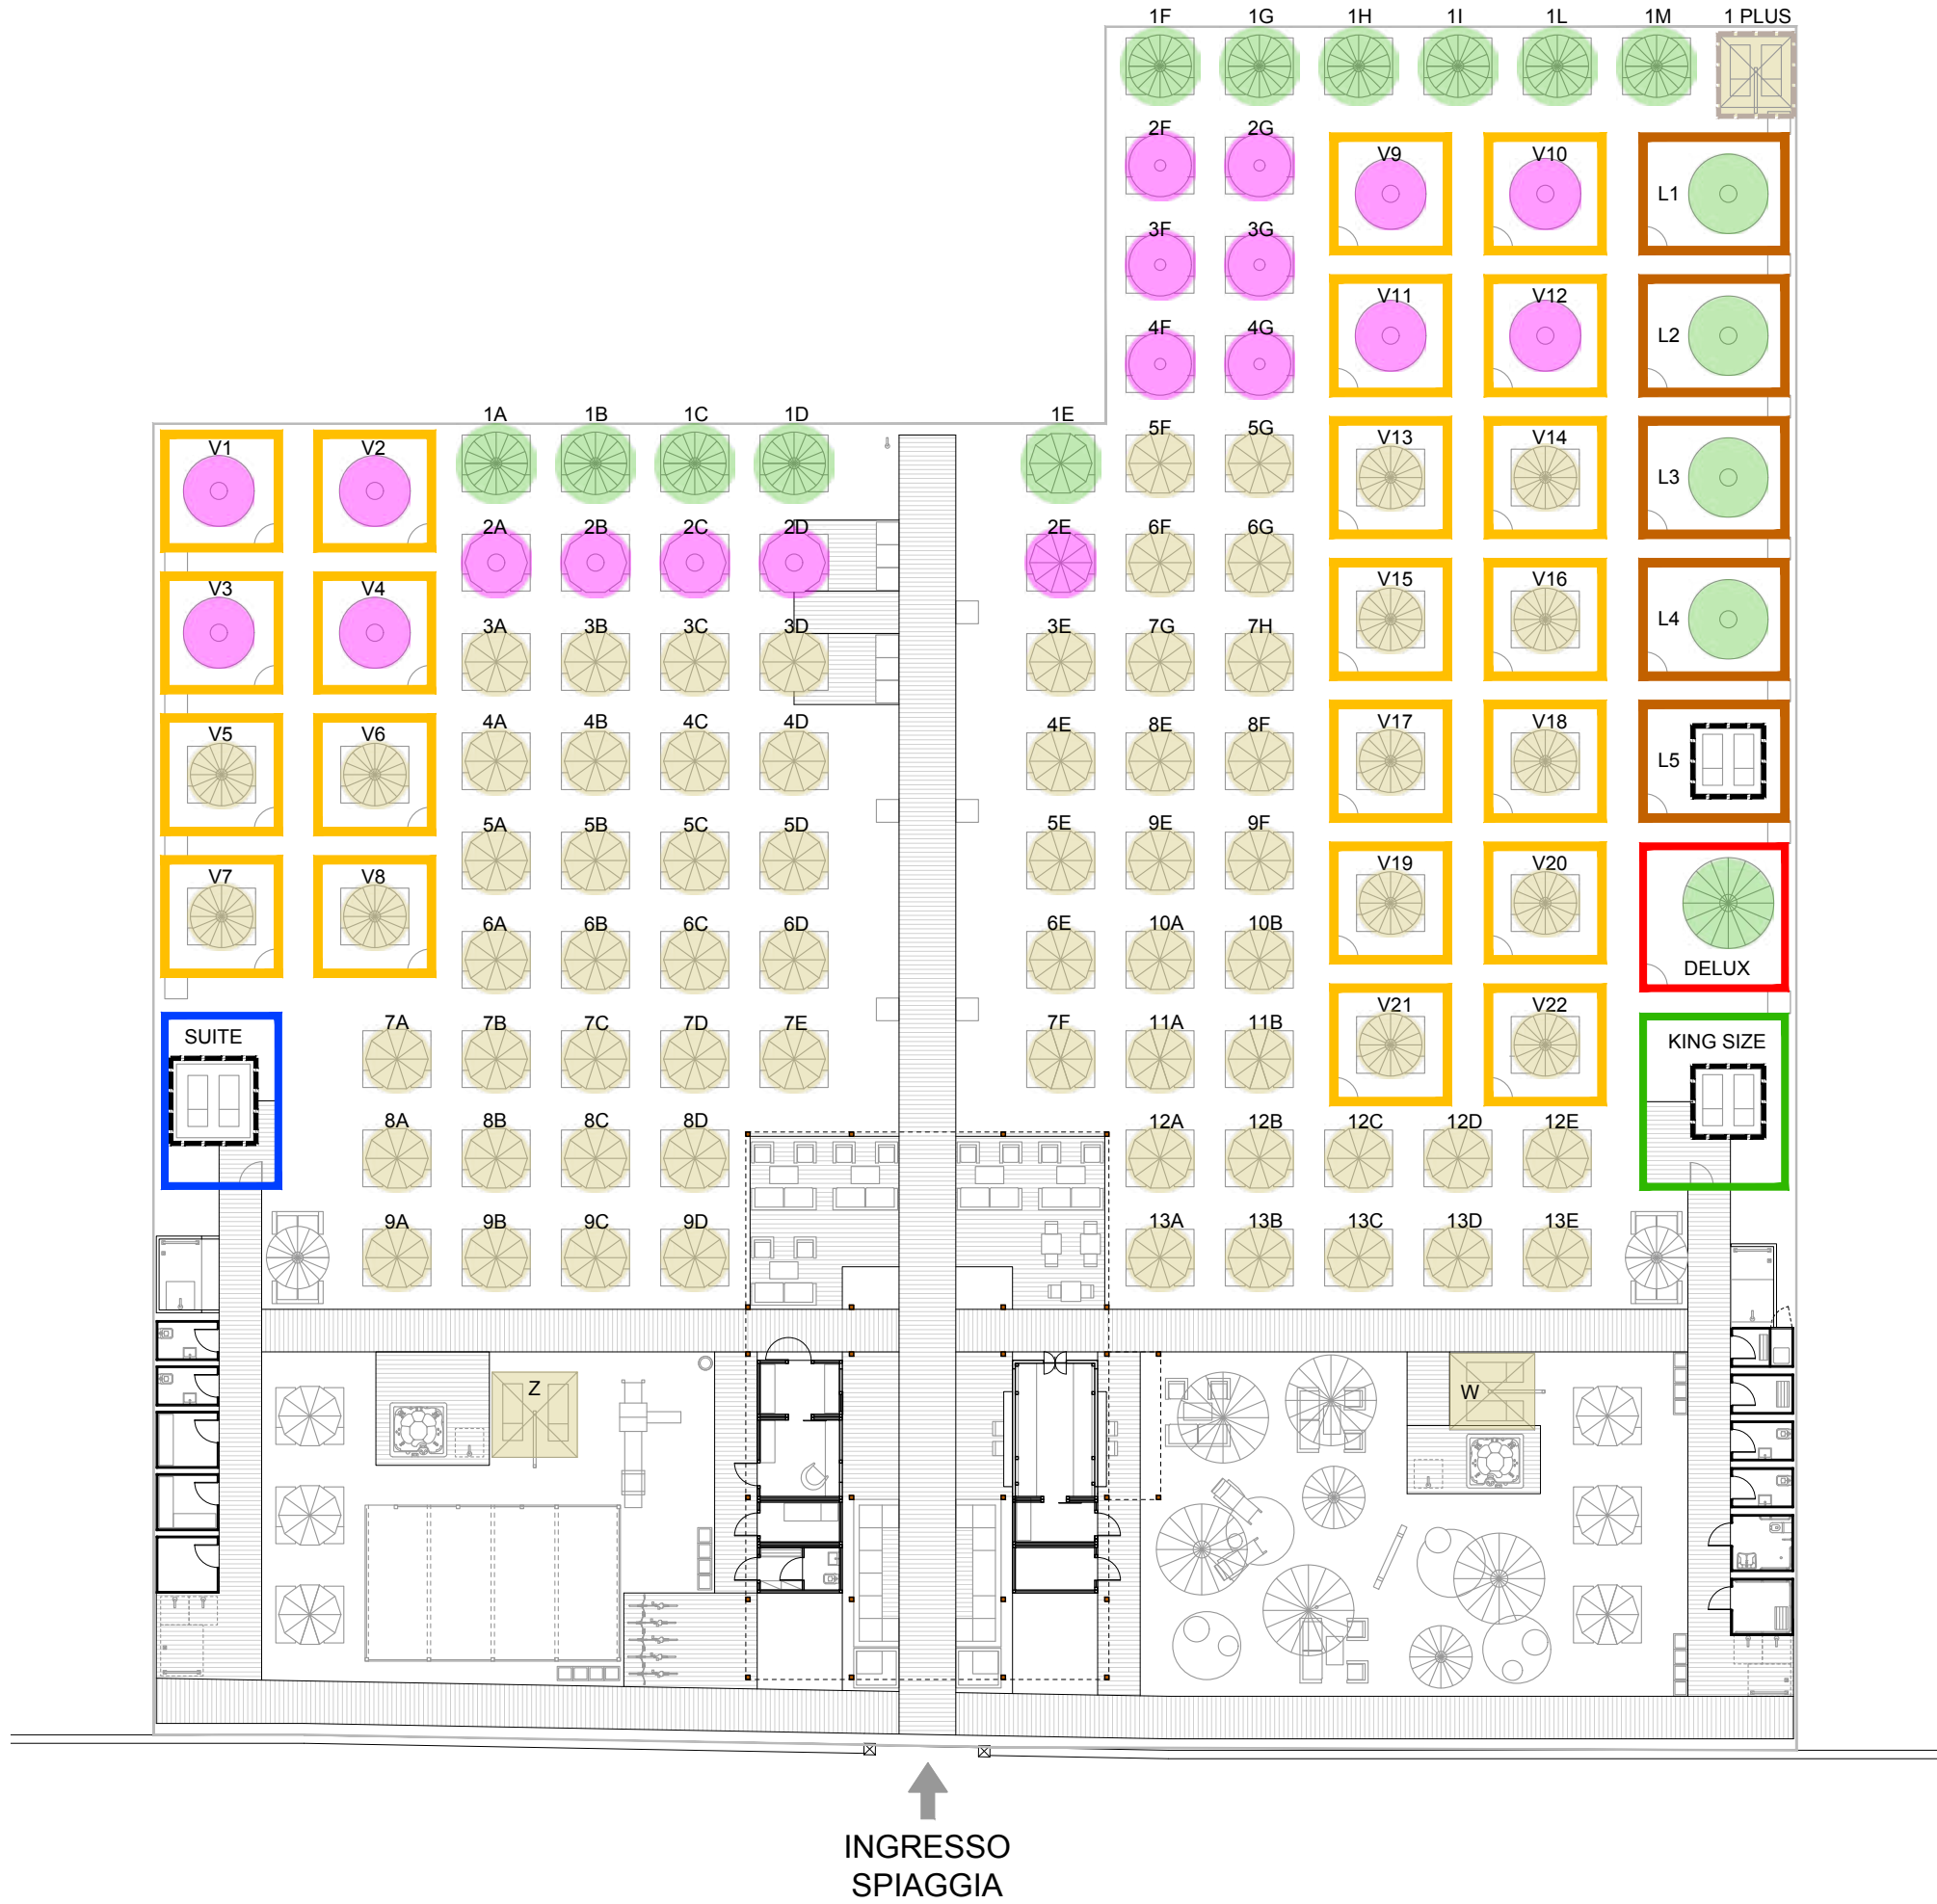 1F 1G 1H 1I 1L 1M 1 PLUS
2F 2G
V9 V10
L1
3F 3G
V11 V12
4F 4G
L2
1A 1B 1C 1D 1E
5F 5G
V13 V14
V1 V2
L3
2A 2B 2C 2D 2E 6F 6G
V15 V16
V3 V4
L4
3A 3B 3C 3D 3E 7G 7H
4A 4B 4C 4D 4E 8E 8F
V17 V18
V5 V6
L5
5A 5B 5C 5D 5E 9E 9F
V19 V20
V7 V8
6A 6B 6C 6D 6E 10A 10B
DELUX
V21 V22
7A 7B 7C 7D 7E 7F 11A 11B
SUITE
KING SIZE
8A 8B 8C 8D 12A 12B 12C 12D 12E
9A 9B 9C 9D 13A 13B 13C 13D 13E
Z W
INGRESSO
SPIAGGIA